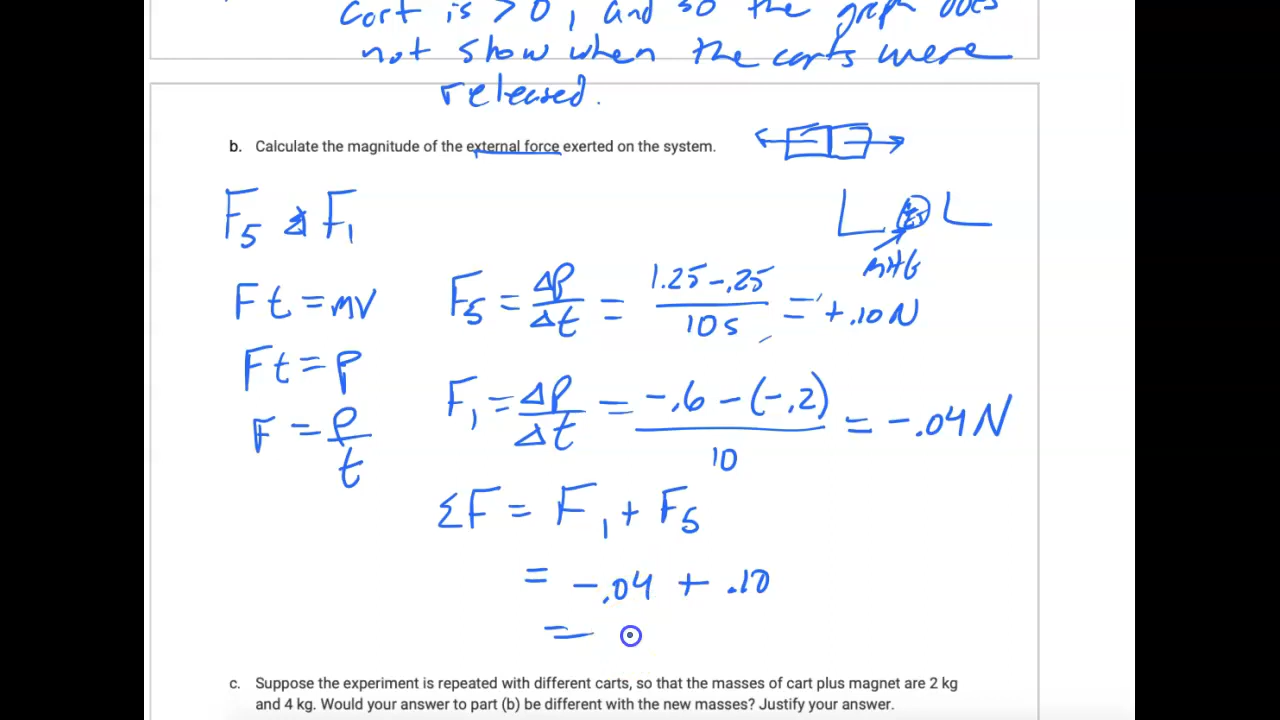 cart is > 0, and so the graph does
not show when the carts were
released.
b. Calculate the magnitude of the external force exerted on the system.
F5 & F1
MAG
Ft = mv
F5 = Δp/Δt = 1.25 - .25 / 10 s = + .10 N
Ft = p
F1 = Δp/Δt = -.6 - (-.2) / 10 = -.04 N
F = p/t
ΣF = F1 + F5
= -.04 + .10
=
c. Suppose the experiment is repeated with different carts, so that the masses of cart plus magnet are 2 kg
and 4 kg. Would your answer to part (b) be different with the new masses? Justify your answer.